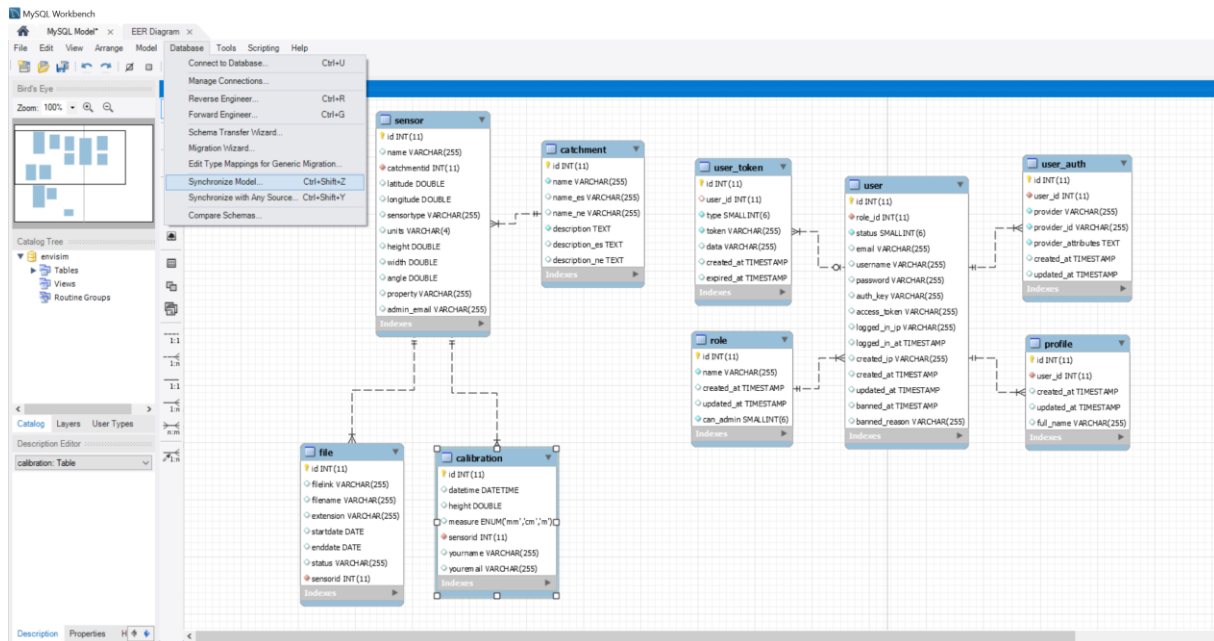 MySQL Workbench
MySQL Model* × EER Diagram ×
File Edit View Arrange Model Database Tools Scripting Help
Connect to Database... Ctrl+U
Manage Connections...
Reverse Engineer... Ctrl+R
Forward Engineer... Ctrl+G
Schema Transfer Wizard...
Migration Wizard...
Edit Type Mappings for Generic Migration...
Synchronize Model... Ctrl+Shift+Z
Synchronize with Any Source... Ctrl+Shift+Y
Compare Schemas...
Bird's Eye
Zoom: 100%
Catalog Tree
envisim
Tables
Views
Routine Groups
Catalog Layers User Types
Description Editor
calibration: Table
Description Properties H
1:1
1:n
1:1
1:n
n:m
1:n
sensor
id INT(11)
name VARCHAR(255)
catchmentid INT(11)
latitude DOUBLE
longitude DOUBLE
sensortype VARCHAR(255)
units VARCHAR(4)
height DOUBLE
width DOUBLE
angle DOUBLE
property VARCHAR(255)
admin_email VARCHAR(255)
Indexes
catchment
id INT(11)
name VARCHAR(255)
name_es VARCHAR(255)
name_ne VARCHAR(255)
description TEXT
description_es TEXT
description_ne TEXT
Indexes
user_token
id INT(11)
user_id INT(11)
type SMALLINT(6)
token VARCHAR(255)
data VARCHAR(255)
created_at TIMESTAMP
expired_at TIMESTAMP
Indexes
user
id INT(11)
role_id INT(11)
status SMALLINT(6)
email VARCHAR(255)
username VARCHAR(255)
password VARCHAR(255)
auth_key VARCHAR(255)
access_token VARCHAR(255)
logged_in_ip VARCHAR(255)
logged_in_at TIMESTAMP
created_ip VARCHAR(255)
created_at TIMESTAMP
updated_at TIMESTAMP
banned_at TIMESTAMP
banned_reason VARCHAR(255)
Indexes
user_auth
id INT(11)
user_id INT(11)
provider VARCHAR(255)
provider_id VARCHAR(255)
provider_attributes TEXT
created_at TIMESTAMP
updated_at TIMESTAMP
Indexes
role
id INT(11)
name VARCHAR(255)
created_at TIMESTAMP
updated_at TIMESTAMP
can_admin SMALLINT(6)
Indexes
profile
id INT(11)
user_id INT(11)
created_at TIMESTAMP
updated_at TIMESTAMP
full_name VARCHAR(255)
Indexes
file
id INT(11)
filelink VARCHAR(255)
filename VARCHAR(255)
extension VARCHAR(255)
startdate DATE
enddate DATE
status VARCHAR(255)
sensorid INT(11)
Indexes
calibration
id INT(11)
datetime DATETIME
height DOUBLE
measure ENUM('mm','cm','m')
sensorid INT(11)
yourname VARCHAR(255)
youremail VARCHAR(255)
Indexes